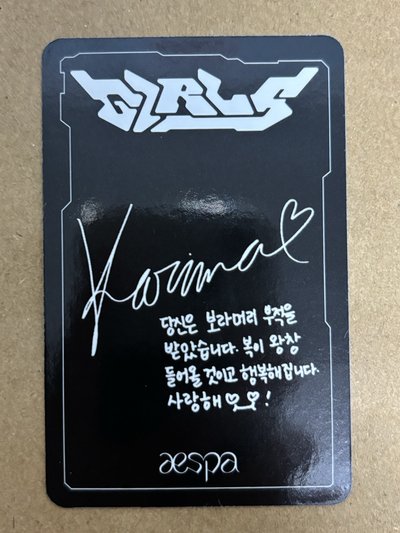 GIRLS
Karina♡
당신은 보라머리 부적을
받았습니다. 복이 왕창
들어올 것이고 행복해집니다.
사랑해 !
aespa